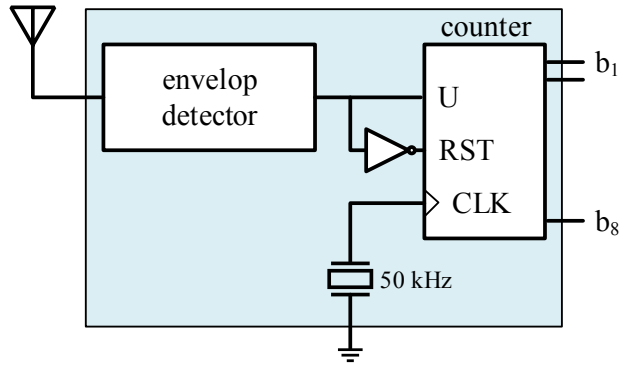 counter
envelop
detector
U
RST
CLK
b1
b8
50 kHz